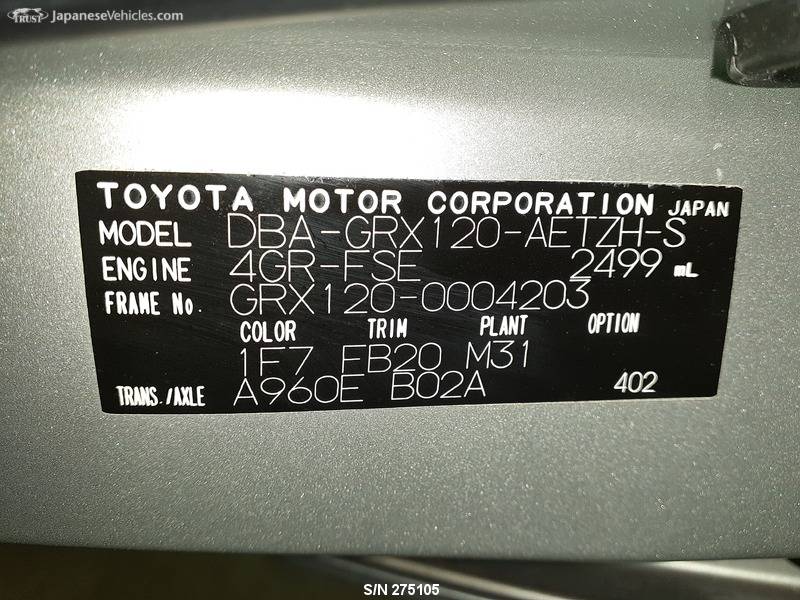 TRUST JapaneseVehicles.com
TOYOTA MOTOR CORPORATION JAPAN
MODEL DBA-GRX120-AETZH-S
ENGINE 4GR-FSE 2499 mL
FRAME No. GRX120-0004203
COLOR TRIM PLANT OPTION
1F7 FB20 M31
TRANS./AXLE A960E B02A 402
S/N 275105